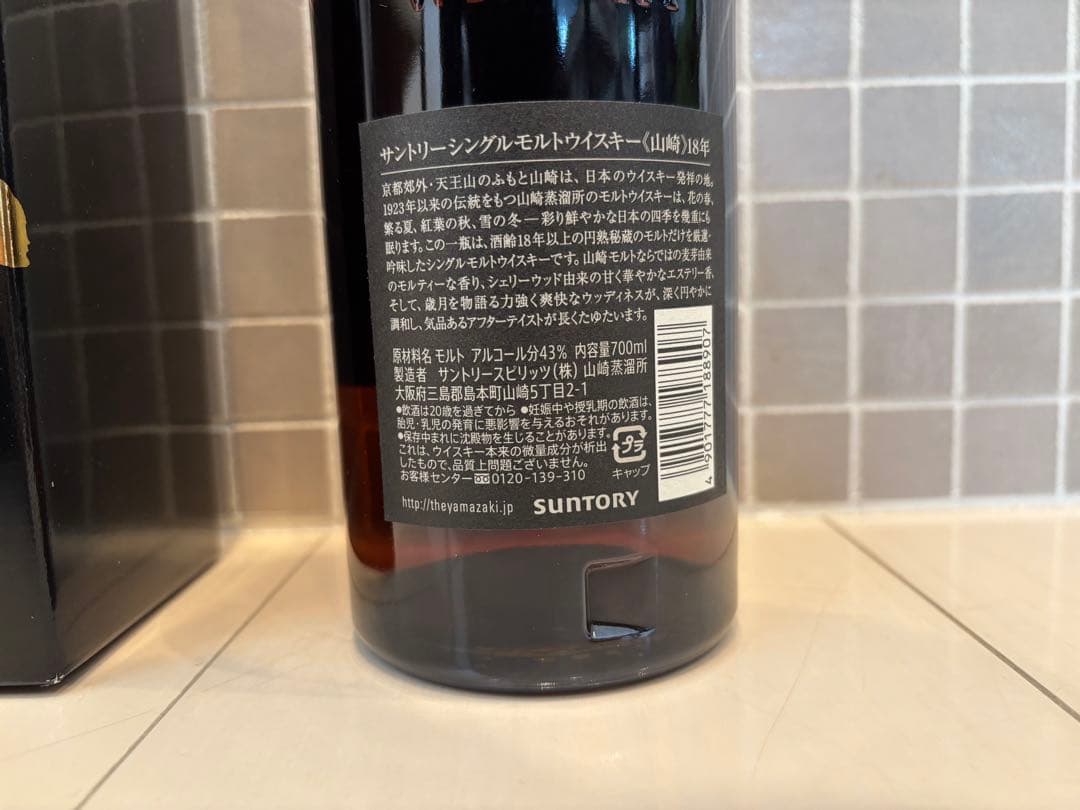 サントリーシングルモルトウイスキー《山崎》18年
京都郊外・天王山のふもと山崎は、日本のウイスキー発祥の地。
1923年以来の伝統をもつ山崎蒸溜所のモルトウイスキーは、花の春、
繁る夏、紅葉の秋、雪の冬―彩り鮮やかな日本の四季を幾重にも
眠ります。この一瓶は、酒齢18年以上の円熟秘蔵のモルトだけを厳選・
吟味したシングルモルトウイスキーです。山崎モルトならではの麦芽由来
のモルティーな香り、シェリーウッド由来の甘く華やかなエステリー香、
そして、歳月を物語る力強く爽快なウッディネスが、深く円やかに
調和し、気品あるアフターテイストが長くたゆたいます。
原材料名 モルト アルコール分43% 内容量700ml
製造者 サントリースピリッツ(株) 山崎蒸溜所
大阪府三島郡島本町山崎5丁目2-1
●飲酒は20歳を過ぎてから ●妊娠中や授乳期の飲酒は、
胎児・乳児の発育に悪影響を与えるおそれがあります。
●保存中まれに沈殿物を生じることがあります。
これは、ウイスキー本来の微量成分が析出
したもので、品質上問題ございません。
お客様センター 0120-139-310
プラ
キャップ
http://theyamazaki.jp SUNTORY
4 901777 188907